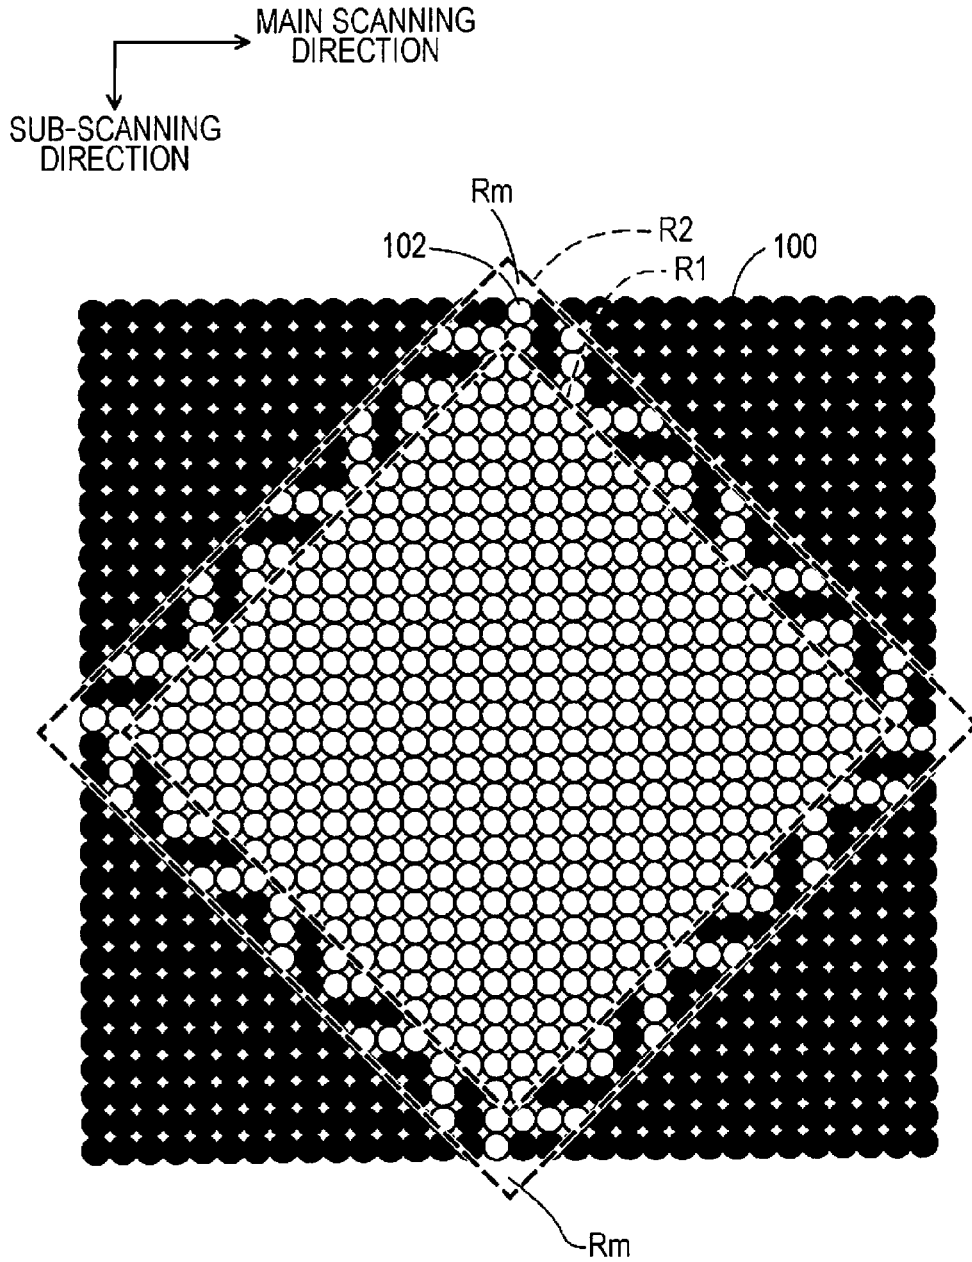 MAIN SCANNING
DIRECTION
SUB-SCANNING
DIRECTION
Rm
102
R2
R1
100
Rm